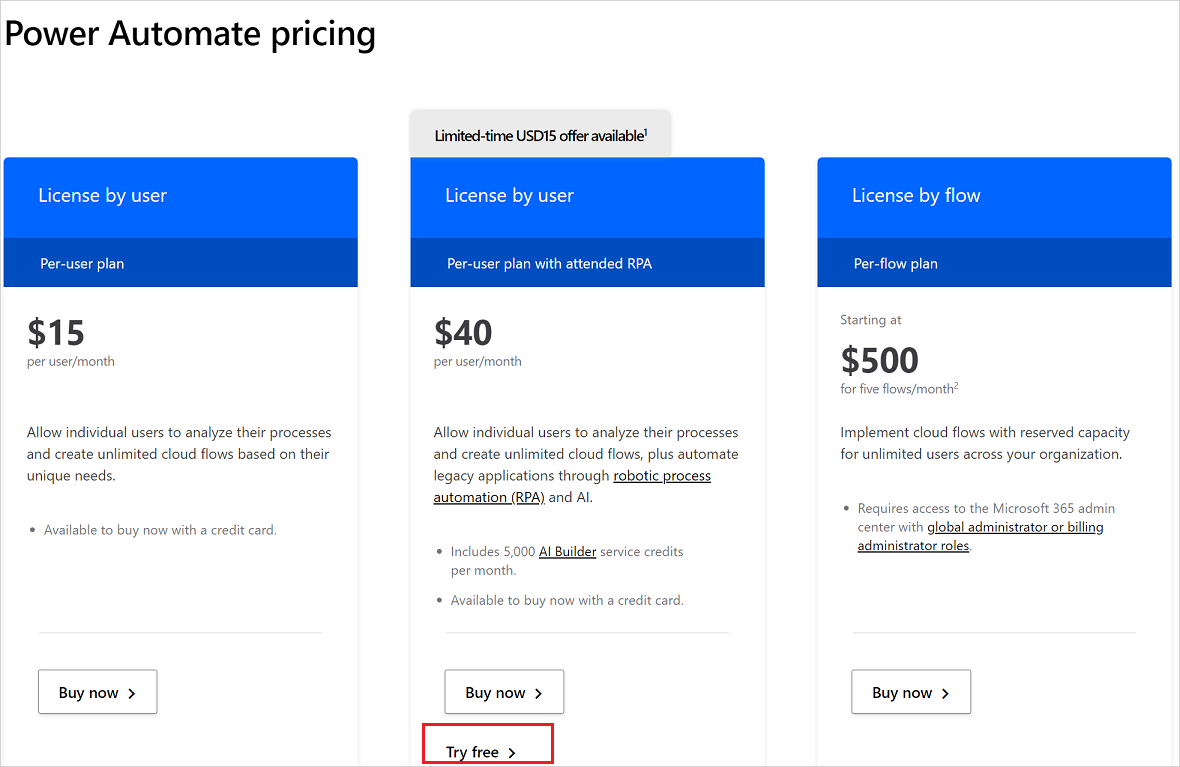 Power Automate pricing
Limited-time USD15 offer available¹
License by user
Per-user plan
$15
per user/month
Allow individual users to analyze their processes
and create unlimited cloud flows based on their
unique needs.
• Available to buy now with a credit card.
Buy now >
License by user
Per-user plan with attended RPA
$40
per user/month
Allow individual users to analyze their processes
and create unlimited cloud flows, plus automate
legacy applications through robotic process
automation (RPA) and AI.
• Includes 5,000 AI Builder service credits
per month.
• Available to buy now with a credit card.
Buy now >
Try free >
License by flow
Per-flow plan
Starting at
$500
for five flows/month²
Implement cloud flows with reserved capacity
for unlimited users across your organization.
• Requires access to the Microsoft 365 admin
center with global administrator or billing
administrator roles.
Buy now >